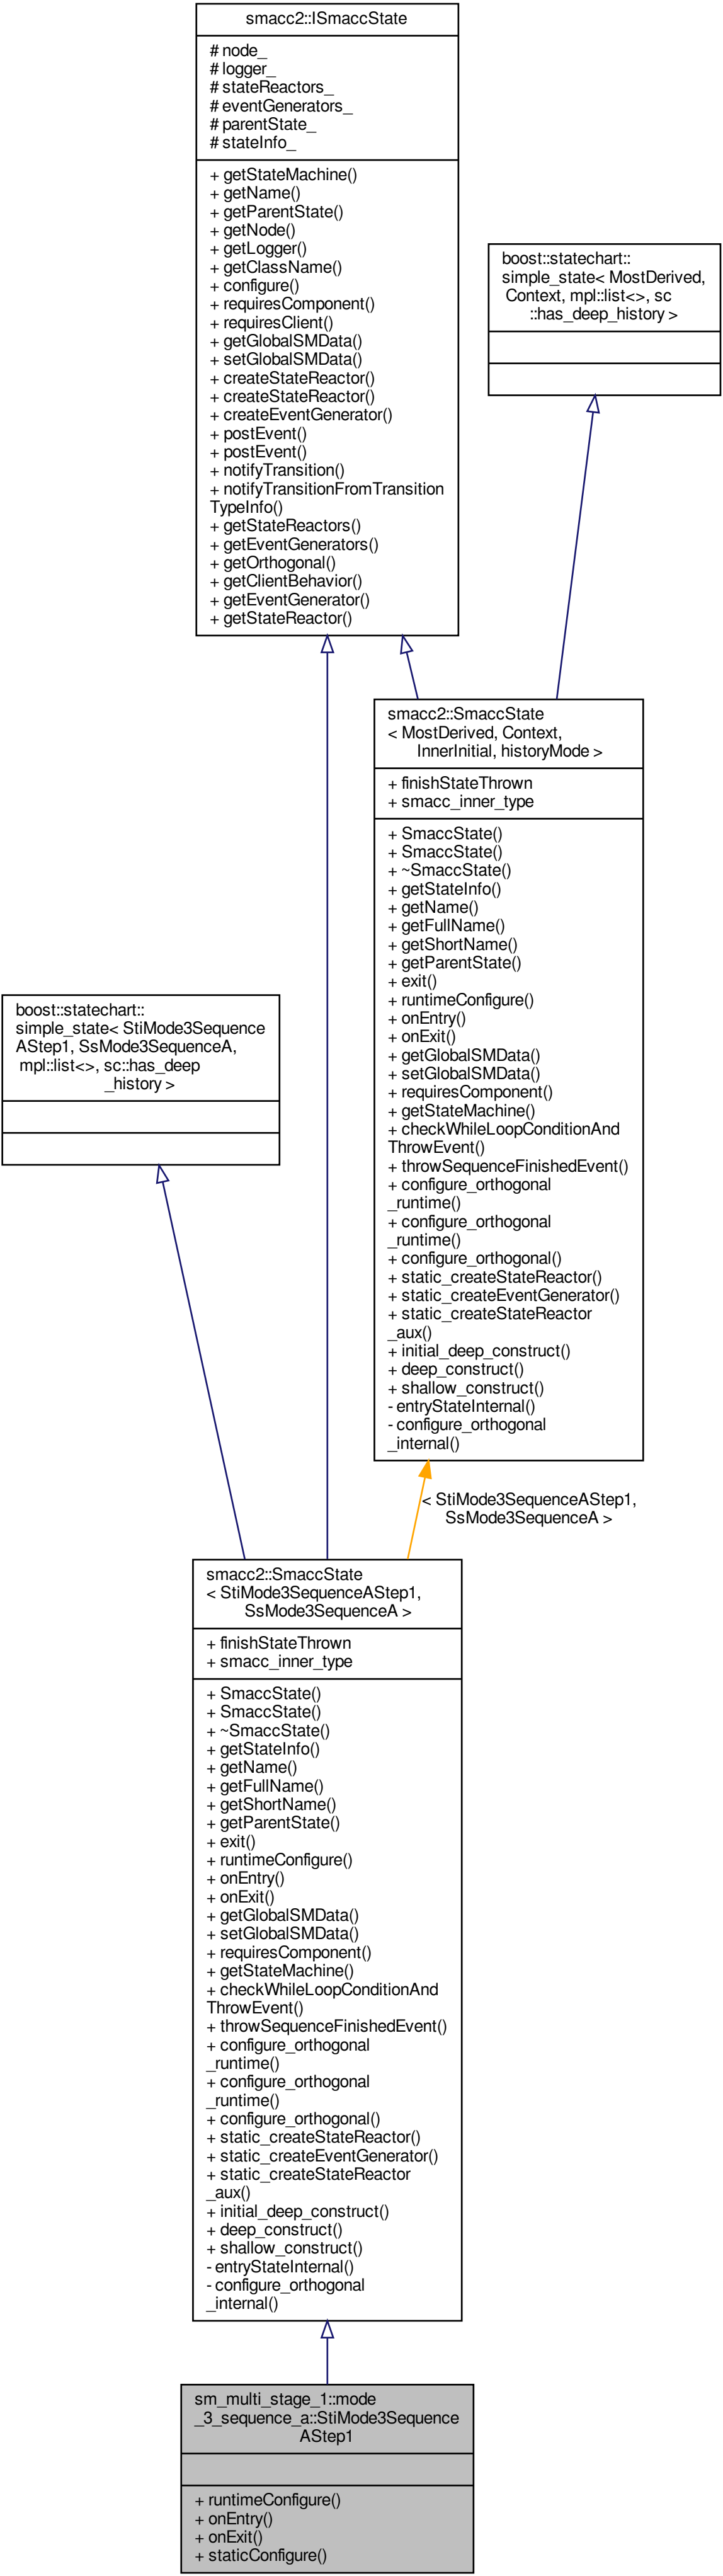 smacc2::ISmaccState
# node_
# logger_
# stateReactors_
# eventGenerators_
# parentState_
# stateInfo_
+ getStateMachine()
+ getName()
+ getParentState()
+ getNode()
+ getLogger()
+ getClassName()
+ configure()
+ requiresComponent()
+ requiresClient()
+ getGlobalSMData()
+ setGlobalSMData()
+ createStateReactor()
+ createStateReactor()
+ createEventGenerator()
+ postEvent()
+ postEvent()
+ notifyTransition()
+ notifyTransitionFromTransition
TypeInfo()
+ getStateReactors()
+ getEventGenerators()
+ getOrthogonal()
+ getClientBehavior()
+ getEventGenerator()
+ getStateReactor()
boost::statechart::
simple_state< MostDerived,
Context, mpl::list<>, sc
::has_deep_history >
smacc2::SmaccState
< MostDerived, Context,
InnerInitial, historyMode >
+ finishStateThrown
+ smacc_inner_type
+ SmaccState()
+ SmaccState()
+ ~SmaccState()
+ getStateInfo()
+ getName()
+ getFullName()
+ getShortName()
+ getParentState()
+ exit()
+ runtimeConfigure()
+ onEntry()
+ onExit()
+ getGlobalSMData()
+ setGlobalSMData()
+ requiresComponent()
+ getStateMachine()
+ checkWhileLoopConditionAnd
ThrowEvent()
+ throwSequenceFinishedEvent()
+ configure_orthogonal
_runtime()
+ configure_orthogonal
_runtime()
+ configure_orthogonal()
+ static_createStateReactor()
+ static_createEventGenerator()
+ static_createStateReactor
_aux()
+ initial_deep_construct()
+ deep_construct()
+ shallow_construct()
- entryStateInternal()
- configure_orthogonal
_internal()
boost::statechart::
simple_state< StiMode3Sequence
AStep1, SsMode3SequenceA,
mpl::list<>, sc::has_deep
_history >
< StiMode3SequenceAStep1,
SsMode3SequenceA >
smacc2::SmaccState
< StiMode3SequenceAStep1,
SsMode3SequenceA >
+ finishStateThrown
+ smacc_inner_type
+ SmaccState()
+ SmaccState()
+ ~SmaccState()
+ getStateInfo()
+ getName()
+ getFullName()
+ getShortName()
+ getParentState()
+ exit()
+ runtimeConfigure()
+ onEntry()
+ onExit()
+ getGlobalSMData()
+ setGlobalSMData()
+ requiresComponent()
+ getStateMachine()
+ checkWhileLoopConditionAnd
ThrowEvent()
+ throwSequenceFinishedEvent()
+ configure_orthogonal
_runtime()
+ configure_orthogonal
_runtime()
+ configure_orthogonal()
+ static_createStateReactor()
+ static_createEventGenerator()
+ static_createStateReactor
_aux()
+ initial_deep_construct()
+ deep_construct()
+ shallow_construct()
- entryStateInternal()
- configure_orthogonal
_internal()
sm_multi_stage_1::mode
_3_sequence_a::StiMode3Sequence
AStep1
+ runtimeConfigure()
+ onEntry()
+ onExit()
+ staticConfigure()